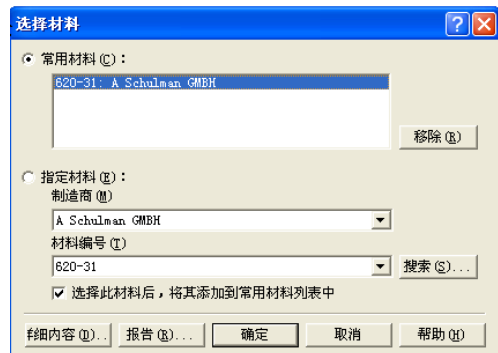 选择材料
常用材料(C):
620-31: A Schulman GMBH
移除(R)
指定材料(E):
制造商(M)
A Schulman GMBH
材料编号(T)
620-31
搜索(S)...
选择此材料后,将其添加到常用材料列表中
细内容(D)..
报告(R)...
确定
取消
帮助(H)